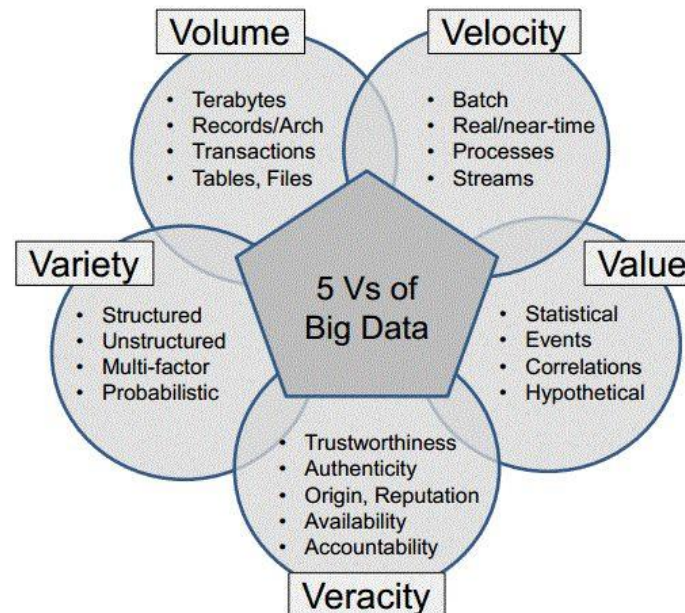 Volume
• Terabytes
• Records/Arch
• Transactions
• Tables, Files
Velocity
• Batch
• Real/near-time
• Processes
• Streams
Variety
• Structured
• Unstructured
• Multi-factor
• Probabilistic
5 Vs of
Big Data
Value
• Statistical
• Events
• Correlations
• Hypothetical
• Trustworthiness
• Authenticity
• Origin, Reputation
• Availability
• Accountability
Veracity